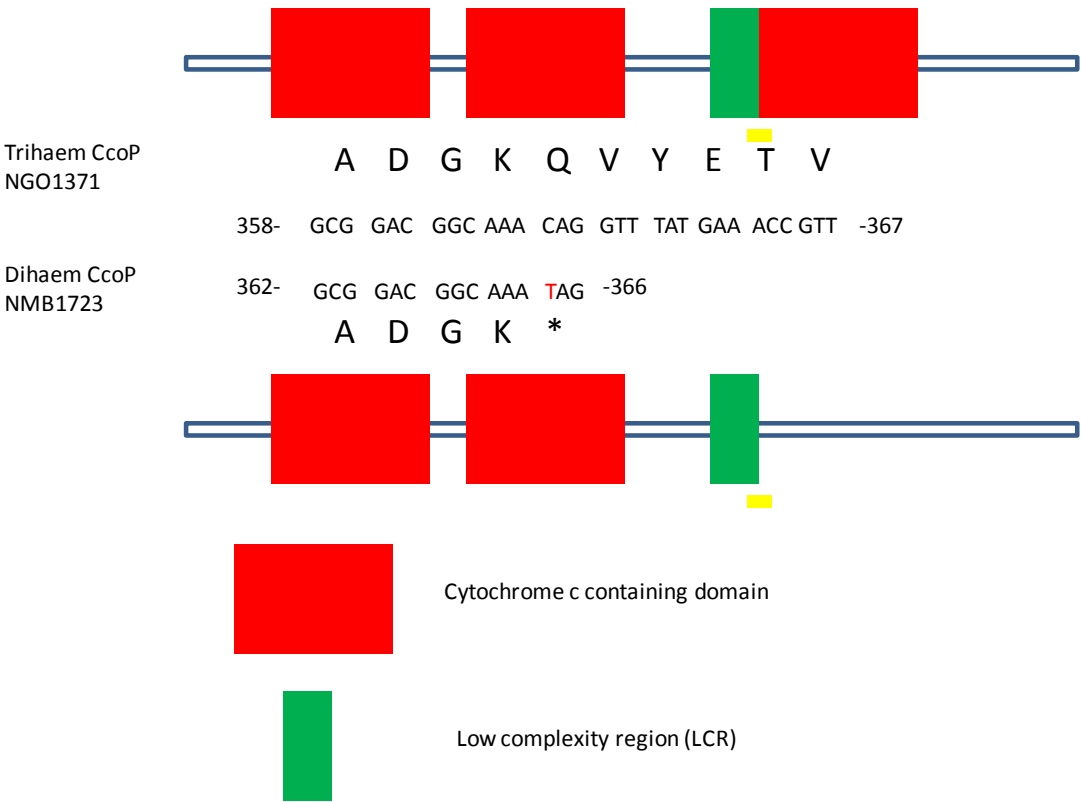 A D G K Q V Y E T V
Trihaem CcoP
NGO1371
358- GCG GAC GGC AAA CAG GTT TAT GAA ACC GTT -367
Dihaem CcoP
NMB1723
362- GCG GAC GGC AAA TAG -366
A D G K *
Cytochrome c containing domain
Low complexity region (LCR)